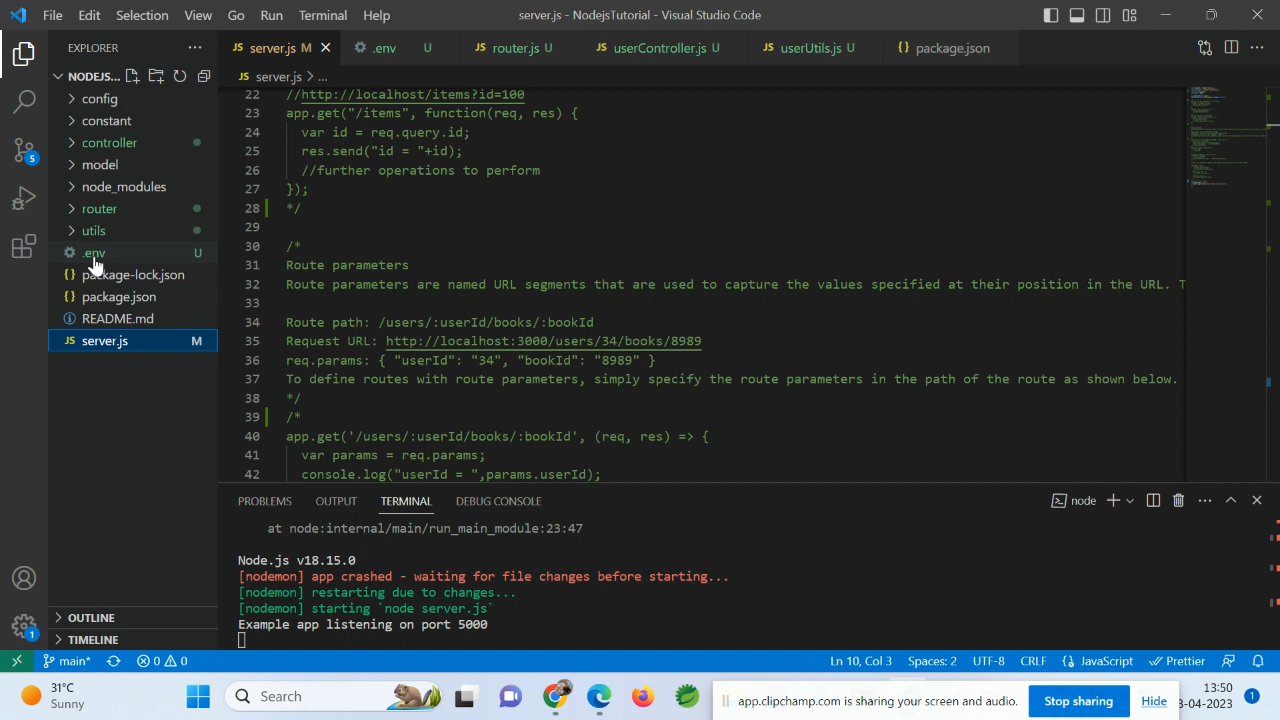 File Edit Selection View Go Run Terminal Help server.js - NodejsTutorial - Visual Studio Code
EXPLORER
NODEJS...
config
constant
controller
model
node_modules
router
utils
.env U
package-lock.json
package.json
README.md
JS server.js M
OUTLINE
TIMELINE
5
1
JS server.js M .env U JS router.js U JS userController.js U JS userUtils.js U {} package.json
JS server.js > ...
22 //http://localhost/items?id=100
23 app.get("/items", function(req, res) {
24 var id = req.query.id;
25 res.send("id = "+id);
26 //further operations to perform
27 });
28 */
29
30 /*
31 Route parameters
32 Route parameters are named URL segments that are used to capture the values specified at their position in the URL. T
33
34 Route path: /users/:userId/books/:bookId
35 Request URL: http://localhost:3000/users/34/books/8989
36 req.params: { "userId": "34", "bookId": "8989" }
37 To define routes with route parameters, simply specify the route parameters in the path of the route as shown below.
38 */
39 /*
40 app.get('/users/:userId/books/:bookId', (req, res) => {
41 var params = req.params;
42 console.log("userId = ",params.userId);
PROBLEMS OUTPUT TERMINAL DEBUG CONSOLE node
at node:internal/main/run_main_module:23:47
Node.js v18.15.0
[nodemon] app crashed - waiting for file changes before starting...
[nodemon] restarting due to changes...
[nodemon] starting `node server.js`
Example app listening on port 5000
main* 0 0 Ln 10, Col 3 Spaces: 2 UTF-8 CRLF {} JavaScript Prettier
31°C
Sunny
Search
app.clipchamp.com is sharing your screen and audio. Stop sharing Hide
13:50
-04-2023
1